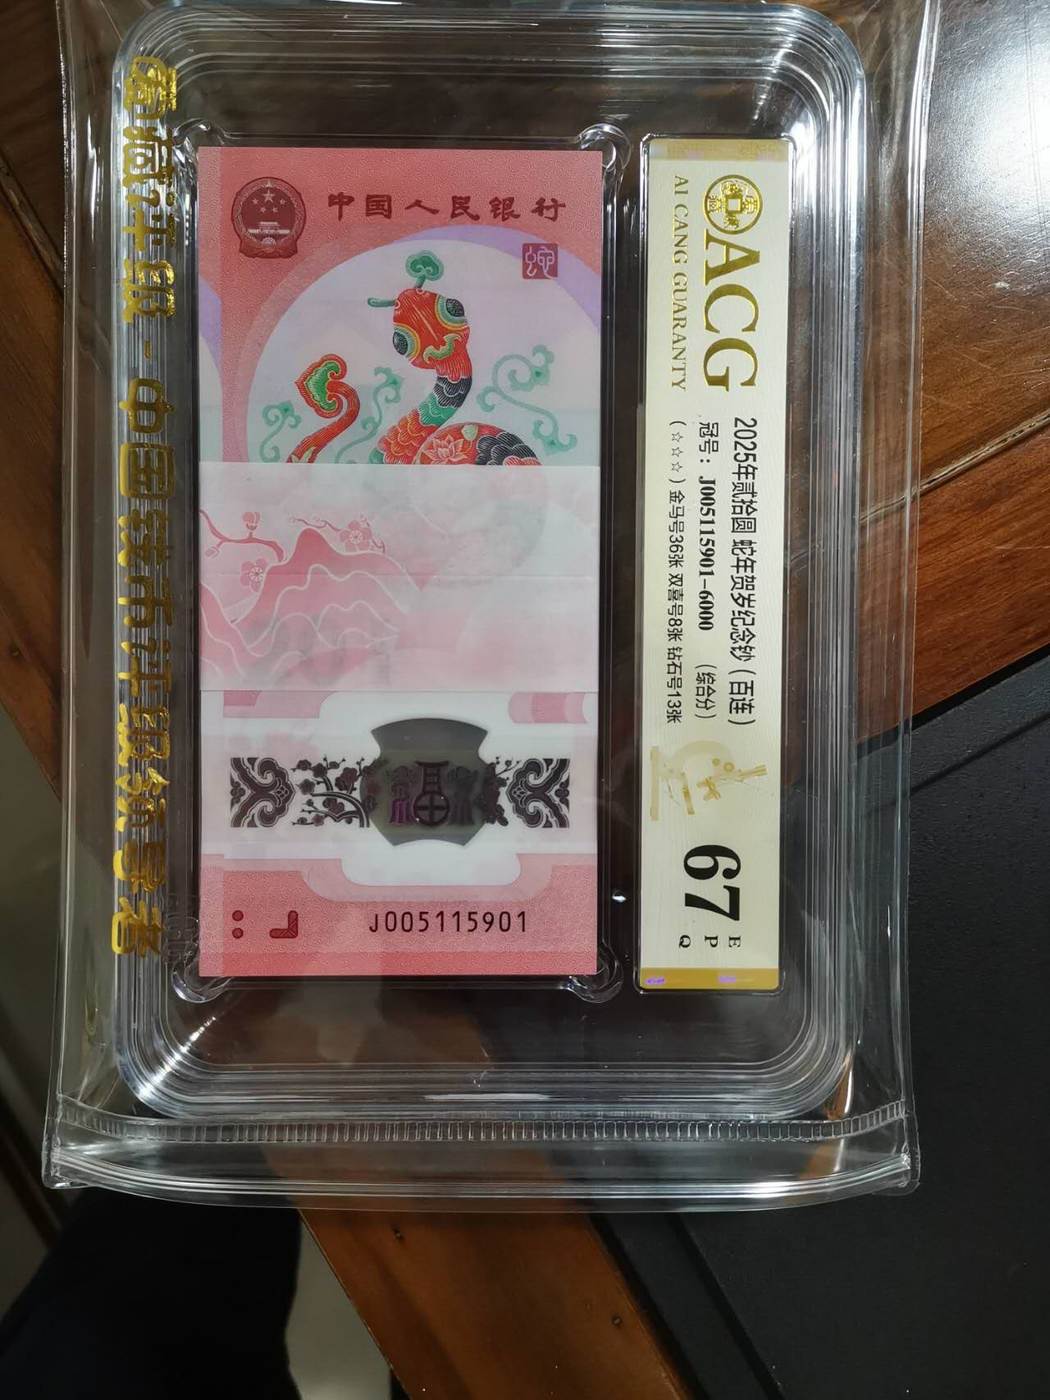 中国人民银行
蛇
福
J005115901
ACG
AI CANG GUARANTY
2025年贰拾圆 蛇年贺岁纪念钞（百连）
冠号：J005115901-6000 （综合分）
（☆☆☆）金马号36张 双喜号8张 钻石号13张
67
E
P
Q
爱藏评级-中国钱币评级领导者